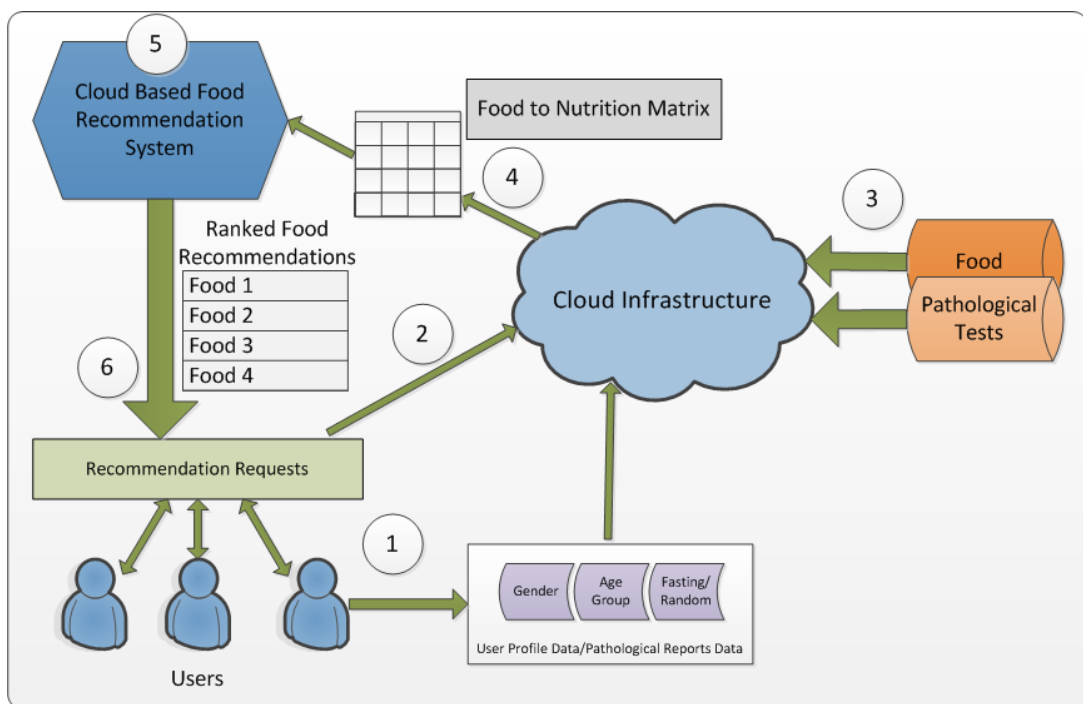 5
Cloud Based Food
Recommendation
System
Food to Nutrition Matrix
4
3
Food
Pathological
Tests
Cloud Infrastructure
Ranked Food
Recommendations
Food 1
Food 2
Food 3
Food 4
2
6
Recommendation Requests
1
Gender
Age
Group
Fasting/
Random
User Profile Data/Pathological Reports Data
Users